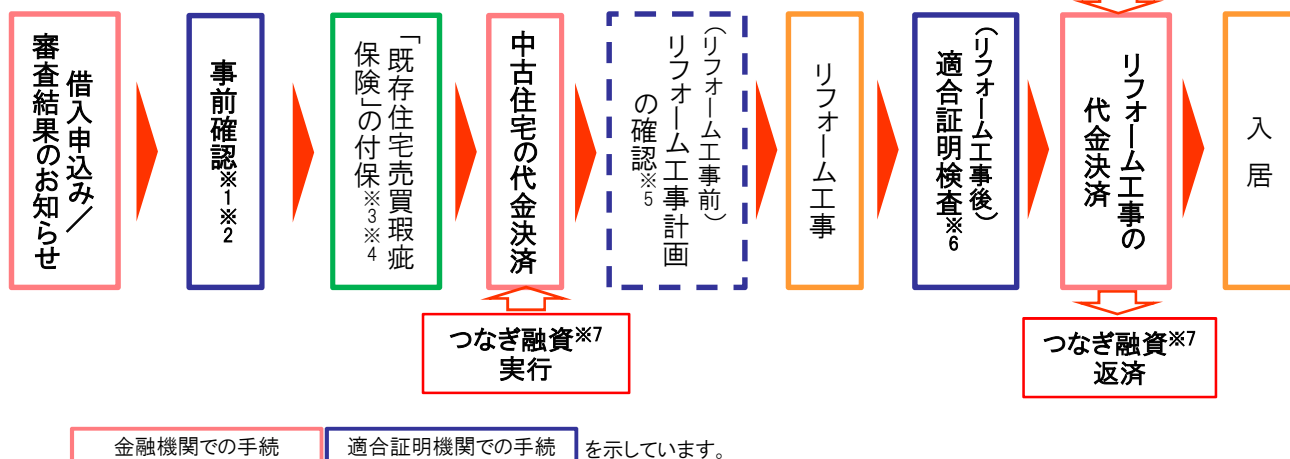 借入申込み／
審査結果のお知らせ
事前確認※1※2
「既存住宅売買瑕疵
保険」の付保※3※4
中古住宅の代金決済
（リフォーム工事前）
リフォーム工事計画
の確認※5
リフォーム工事
（リフォーム工事後）
適合証明検査※6
リフォーム工事の
代金決済
入居
つなぎ融資※7
実行
つなぎ融資※7
返済
金融機関での手続
適合証明機関での手続
を示しています。